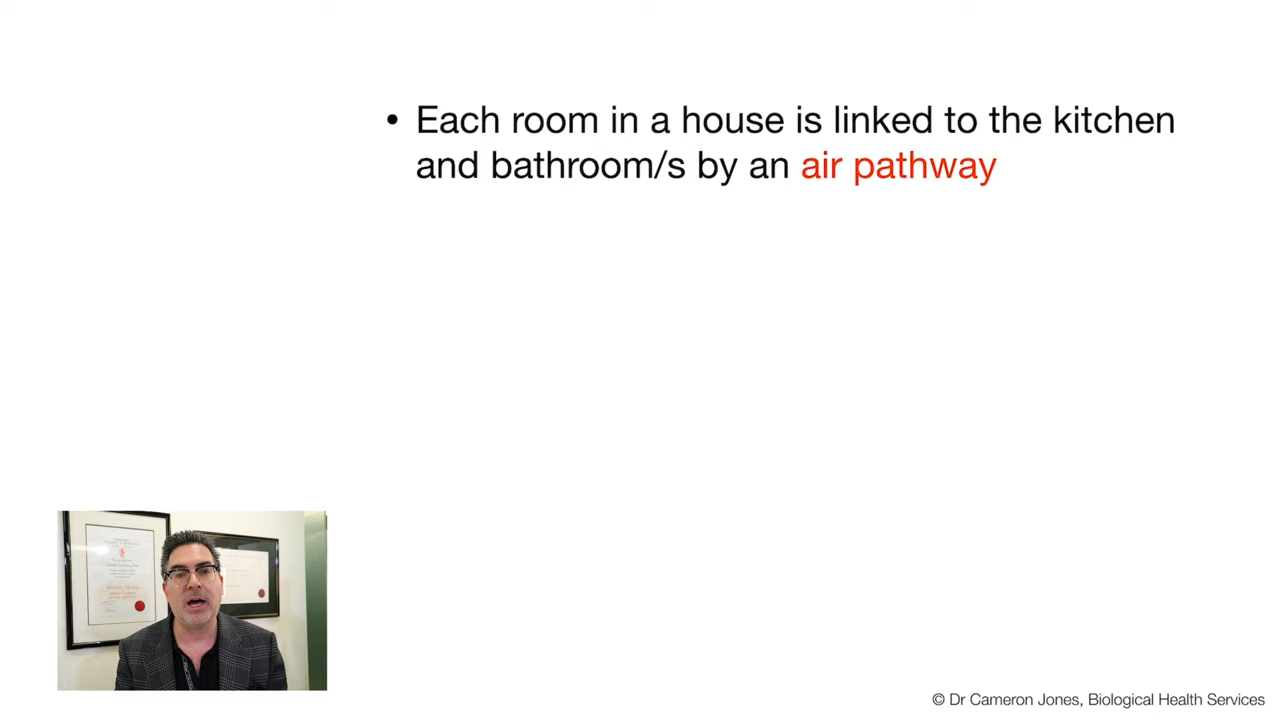 • Each room in a house is linked to the kitchen
and bathroom/s by an air pathway
© Dr Cameron Jones, Biological Health Services